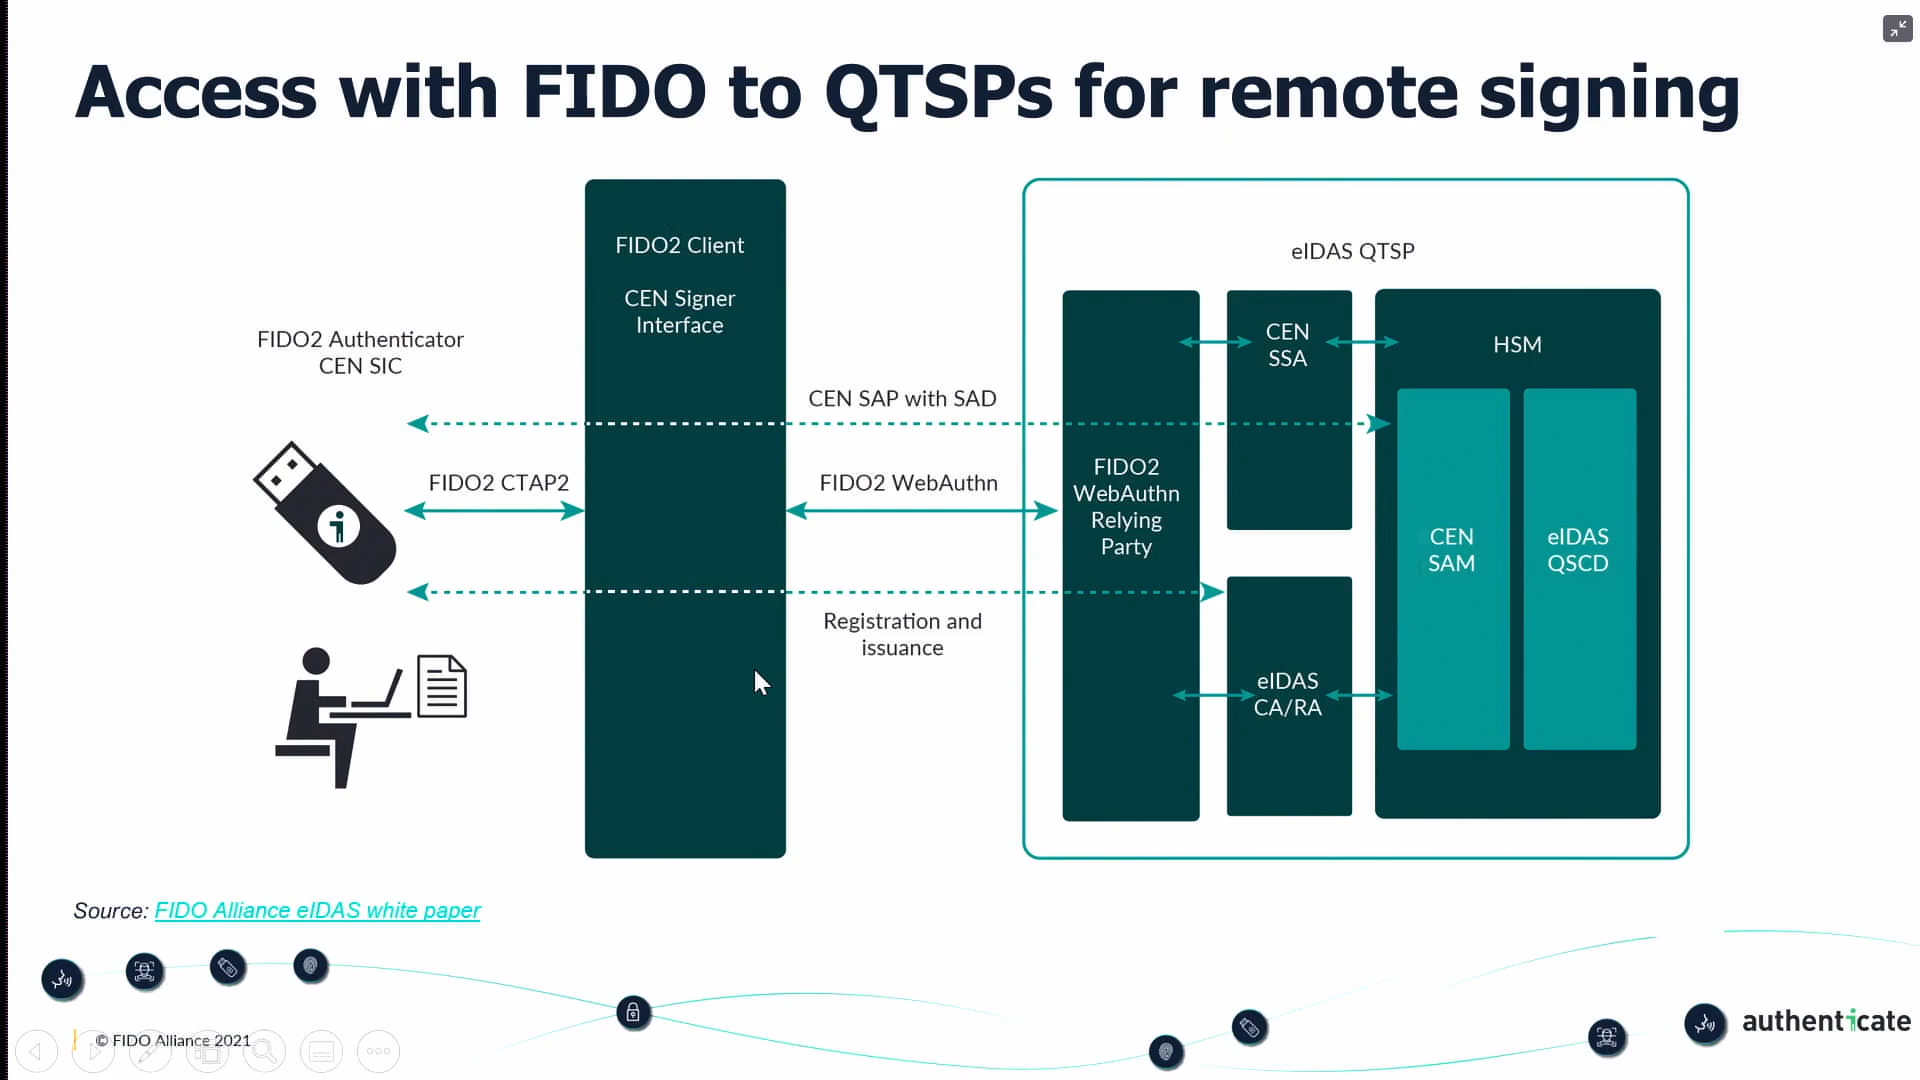 Access with FIDO to QTSPs for remote signing
FIDO2 Authenticator
CEN SIC
FIDO2 Client
CEN Signer
Interface
CEN SAP with SAD
FIDO2 CTAP2
FIDO2 WebAuthn
Registration and
issuance
eIDAS QTSP
FIDO2
WebAuthn
Relying
Party
CEN
SSA
eIDAS
CA/RA
HSM
CEN
SAM
eIDAS
QSCD
Source: FIDO Alliance eIDAS white paper
© FIDO Alliance 2021
authenticate